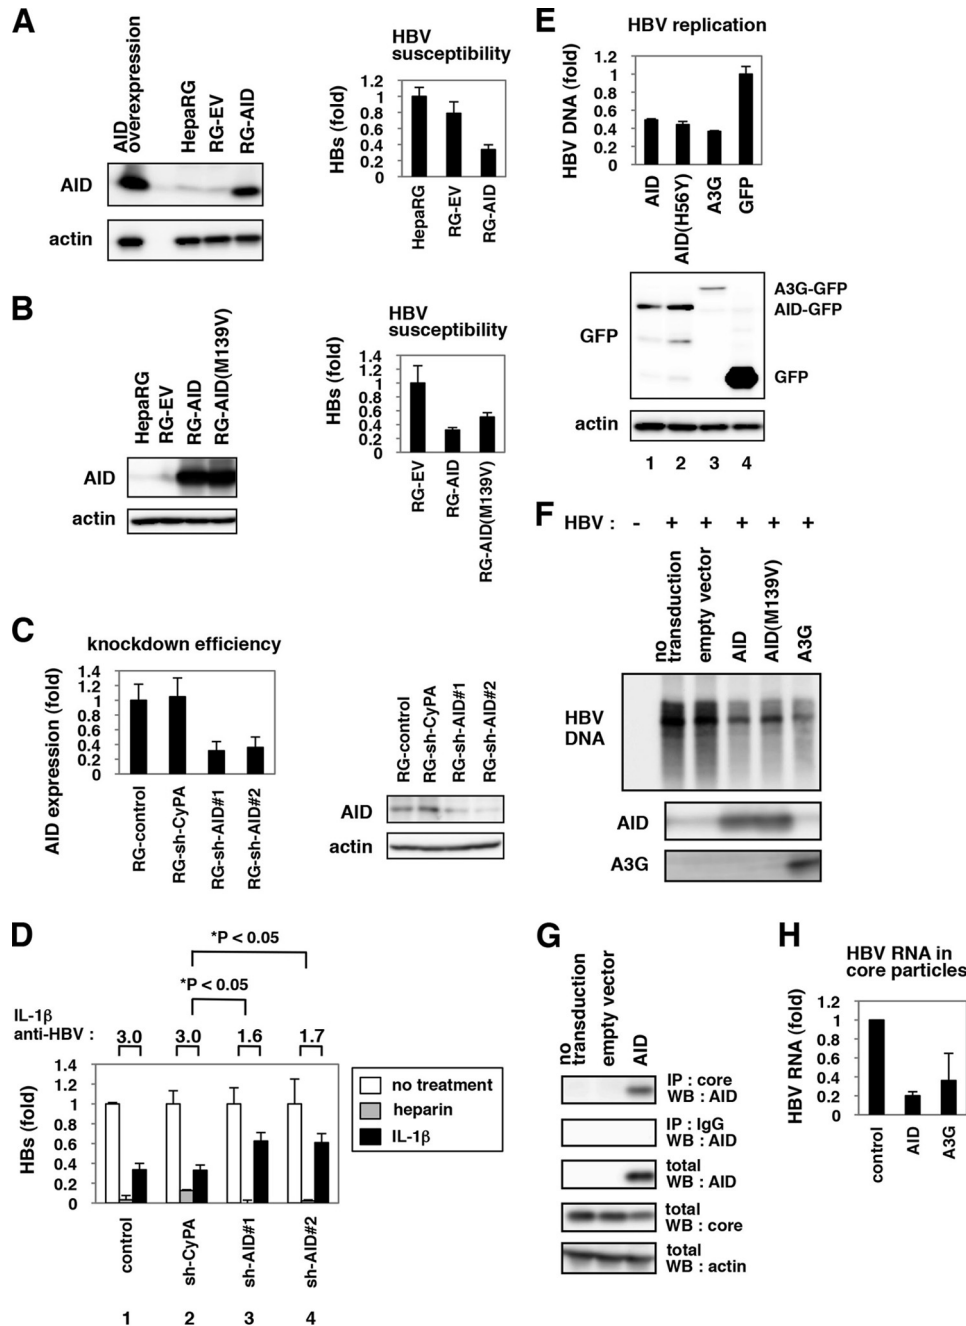 A
AID
overexpression
HepaRG
RG-EV
RG-AID
AID
actin
HBV
susceptibility
HBs (fold)
1.2
1
0.8
0.6
0.4
0.2
0
HepaRG
RG-EV
RG-AID
B
HepaRG
RG-EV
RG-AID
RG-AID(M139V)
AID
actin
HBV
susceptibility
HBs (fold)
1.4
1.2
1
0.8
0.6
0.4
0.2
0
RG-EV
RG-AID
RG-AID(M139V)
C
knockdown efficiency
AID expression (fold)
1.4
1.2
1
0.8
0.6
0.4
0.2
0
RG-control
RG-sh-CyPA
RG-sh-AID#1
RG-sh-AID#2
RG-control
RG-sh-CyPA
RG-sh-AID#1
RG-sh-AID#2
AID
actin
D
*P < 0.05
*P < 0.05
IL-1β
anti-HBV : 3.0 3.0 1.6 1.7
HBs (fold)
1.4
1.2
1
0.8
0.6
0.4
0.2
0
no treatment
heparin
IL-1β
control
sh-CyPA
sh-AID#1
sh-AID#2
1 2 3 4
E
HBV replication
HBV DNA (fold)
1.2
1
0.8
0.6
0.4
0.2
0
AID
AID(H56Y)
A3G
GFP
GFP
A3G-GFP
AID-GFP
GFP
actin
1 2 3 4
F
HBV : - + + + + +
no
transduction
empty vector
AID
AID(M139V)
A3G
HBV
DNA
AID
A3G
G
no
transduction
empty vector
AID
IP : core
WB : AID
IP : IgG
WB : AID
total
WB : AID
total
WB : core
total
WB : actin
H
HBV RNA in
core particles
HBV RNA (fold)
1.2
1
0.8
0.6
0.4
0.2
0
control
AID
A3G